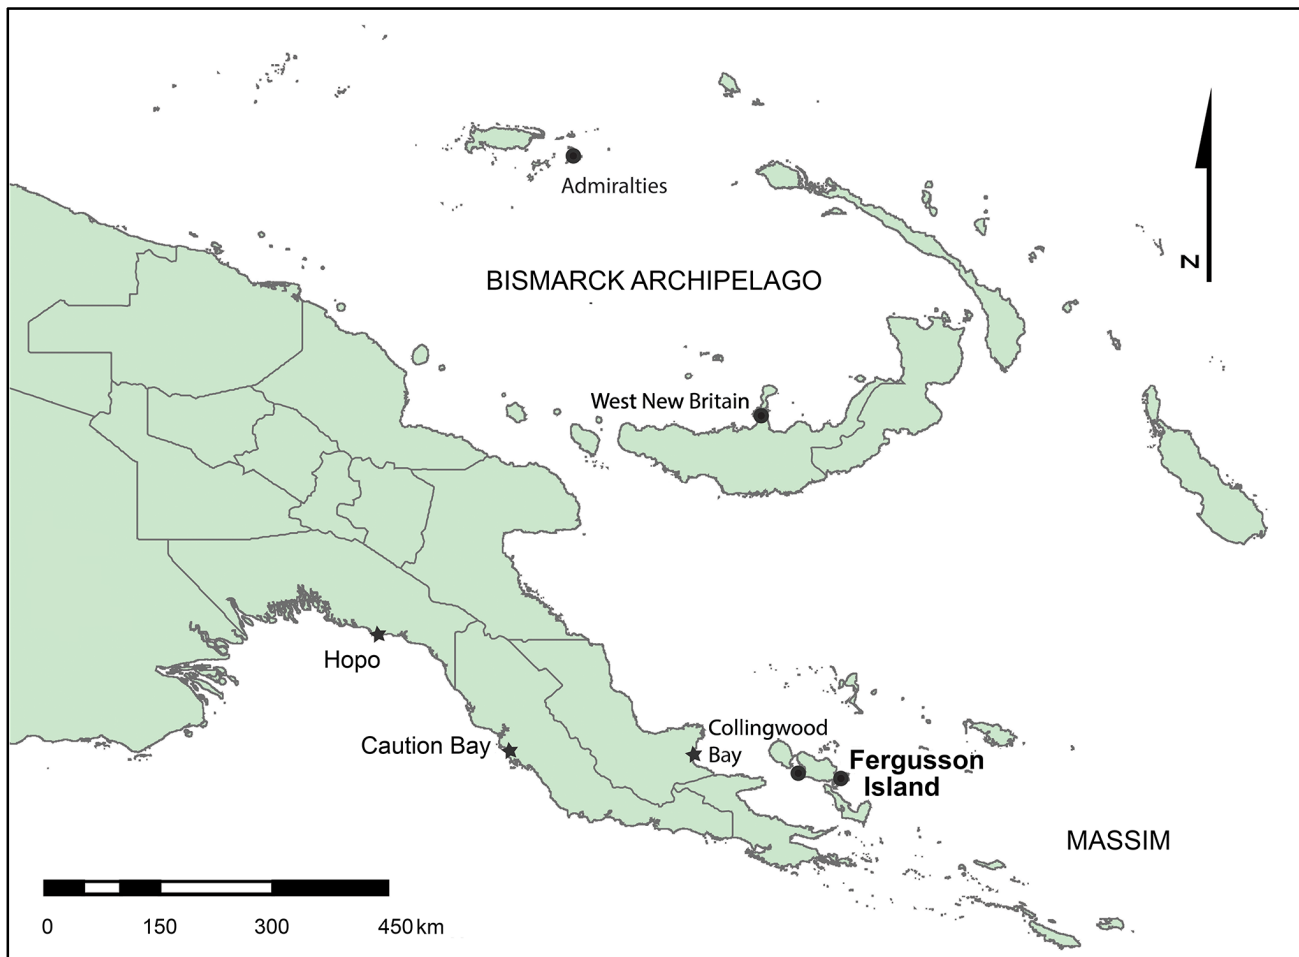 Admiralties
N
BISMARCK ARCHIPELAGO
West New Britain
Hopo
Caution Bay
Collingwood
Bay
Fergusson
Island
MASSIM
0 150 300 450 km